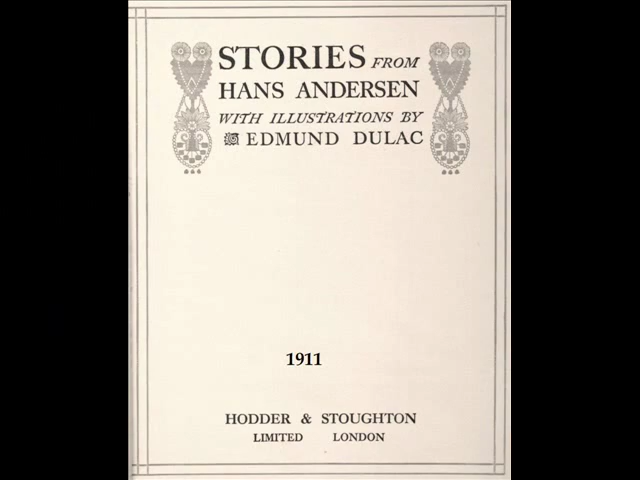 STORIES FROM
HANS ANDERSEN
WITH ILLUSTRATIONS BY
EDMUND DULAC
1911
HODDER & STOUGHTON
LIMITED LONDON